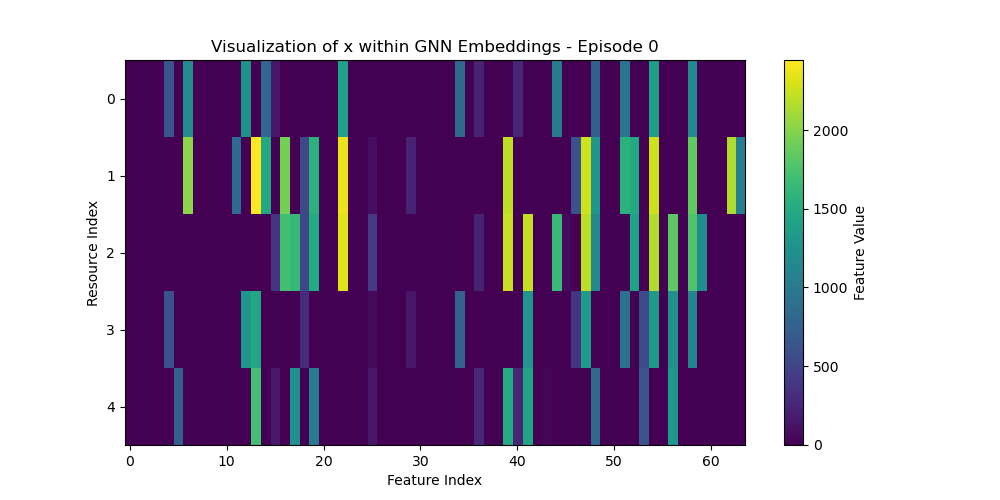 Visualization of x within GNN Embeddings - Episode 0
Resource Index
0
1
2
3
4
0 10 20 30 40 50 60
Feature Index
2000
1500
1000
500
0
Feature Value